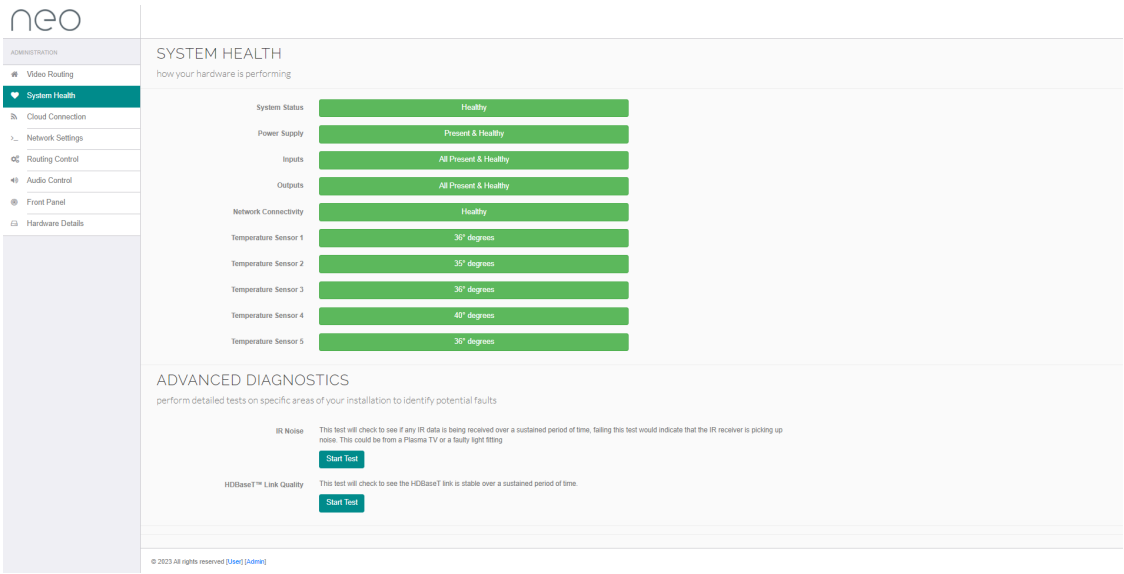 neo
ADMINISTRATION
Video Routing
System Health
Cloud Connection
Network Settings
Routing Control
Audio Control
Front Panel
Hardware Details
SYSTEM HEALTH
how your hardware is performing
System Status Healthy
Power Supply Present & Healthy
Inputs All Present & Healthy
Outputs All Present & Healthy
Network Connectivity Healthy
Temperature Sensor 1 36° degrees
Temperature Sensor 2 35° degrees
Temperature Sensor 3 36° degrees
Temperature Sensor 4 40° degrees
Temperature Sensor 5 36° degrees
ADVANCED DIAGNOSTICS
perform detailed tests on specific areas of your installation to identify potential faults
IR Noise This test will check to see if any IR data is being received over a sustained period of time, failing this test would indicate that the IR receiver is picking up
noise. This could be from a Plasma TV or a faulty light fitting
Start Test
HDBaseT™ Link Quality This test will check to see the HDBaseT link is stable over a sustained period of time.
Start Test
© 2023 All rights reserved [User] [Admin]